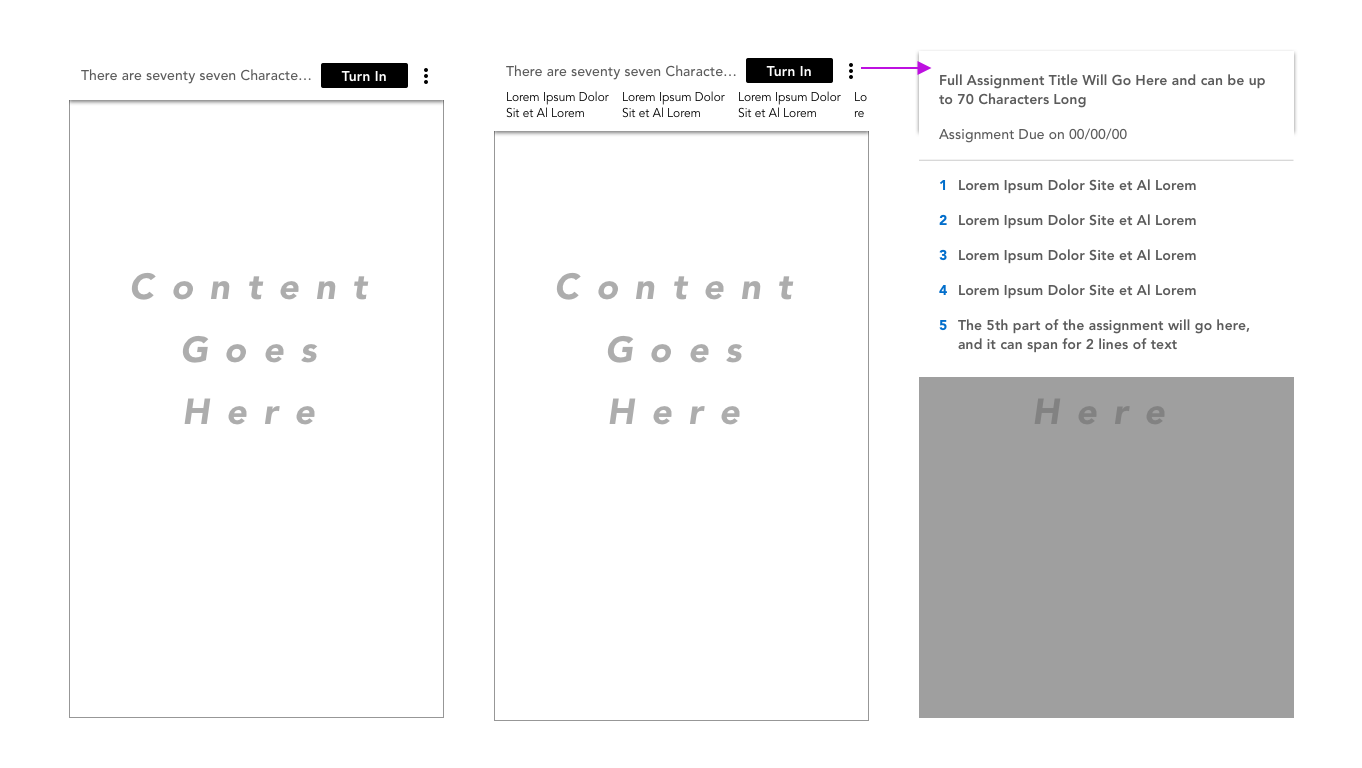 There are seventy seven Characte...
Turn In
Content
Goes
Here
There are seventy seven Characte...
Turn In
Lorem Ipsum Dolor
Sit et Al Lorem
Lorem Ipsum Dolor
Sit et Al Lorem
Lorem Ipsum Dolor
Sit et Al Lorem
Lo
re
Content
Goes
Here
Full Assignment Title Will Go Here and can be up
to 70 Characters Long
Assignment Due on 00/00/00
1 Lorem Ipsum Dolor Site et Al Lorem
2 Lorem Ipsum Dolor Site et Al Lorem
3 Lorem Ipsum Dolor Site et Al Lorem
4 Lorem Ipsum Dolor Site et Al Lorem
5 The 5th part of the assignment will go here,
and it can span for 2 lines of text
Here